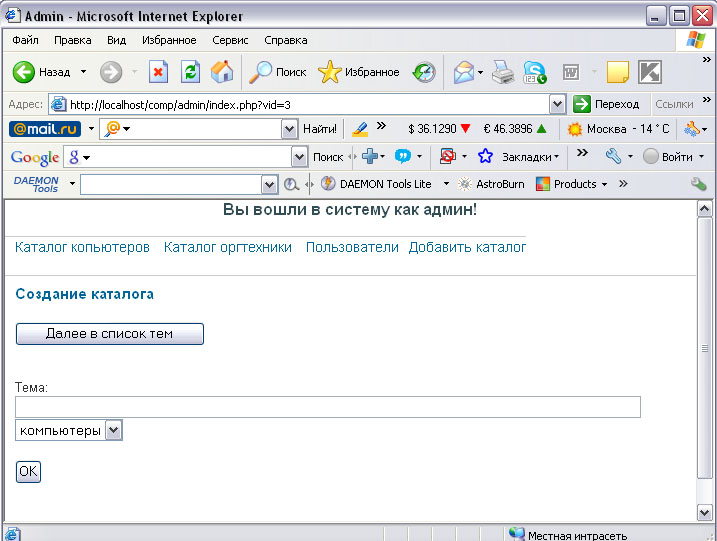 Admin - Microsoft Internet Explorer
Файл Правка Вид Избранное Сервис Справка
Назад Поиск Избранное
Адрес: http://localhost/comp/admin/index.php?vid=3 Переход Ссылки »
@mail.ru @ Найти! » $ 36.1290 ▼ € 46.3896 ▲ Москва - 14 ° C
Google g Поиск Закладки » Войти
DAEMON Tools DAEMON Tools Lite AstroBurn Products »
Вы вошли в систему как админ!
Каталог копьютеров Каталог оргтехники Пользователи Добавить каталог
Создание каталога
Далее в список тем
Тема:
компьютеры
OK
Местная интрасеть